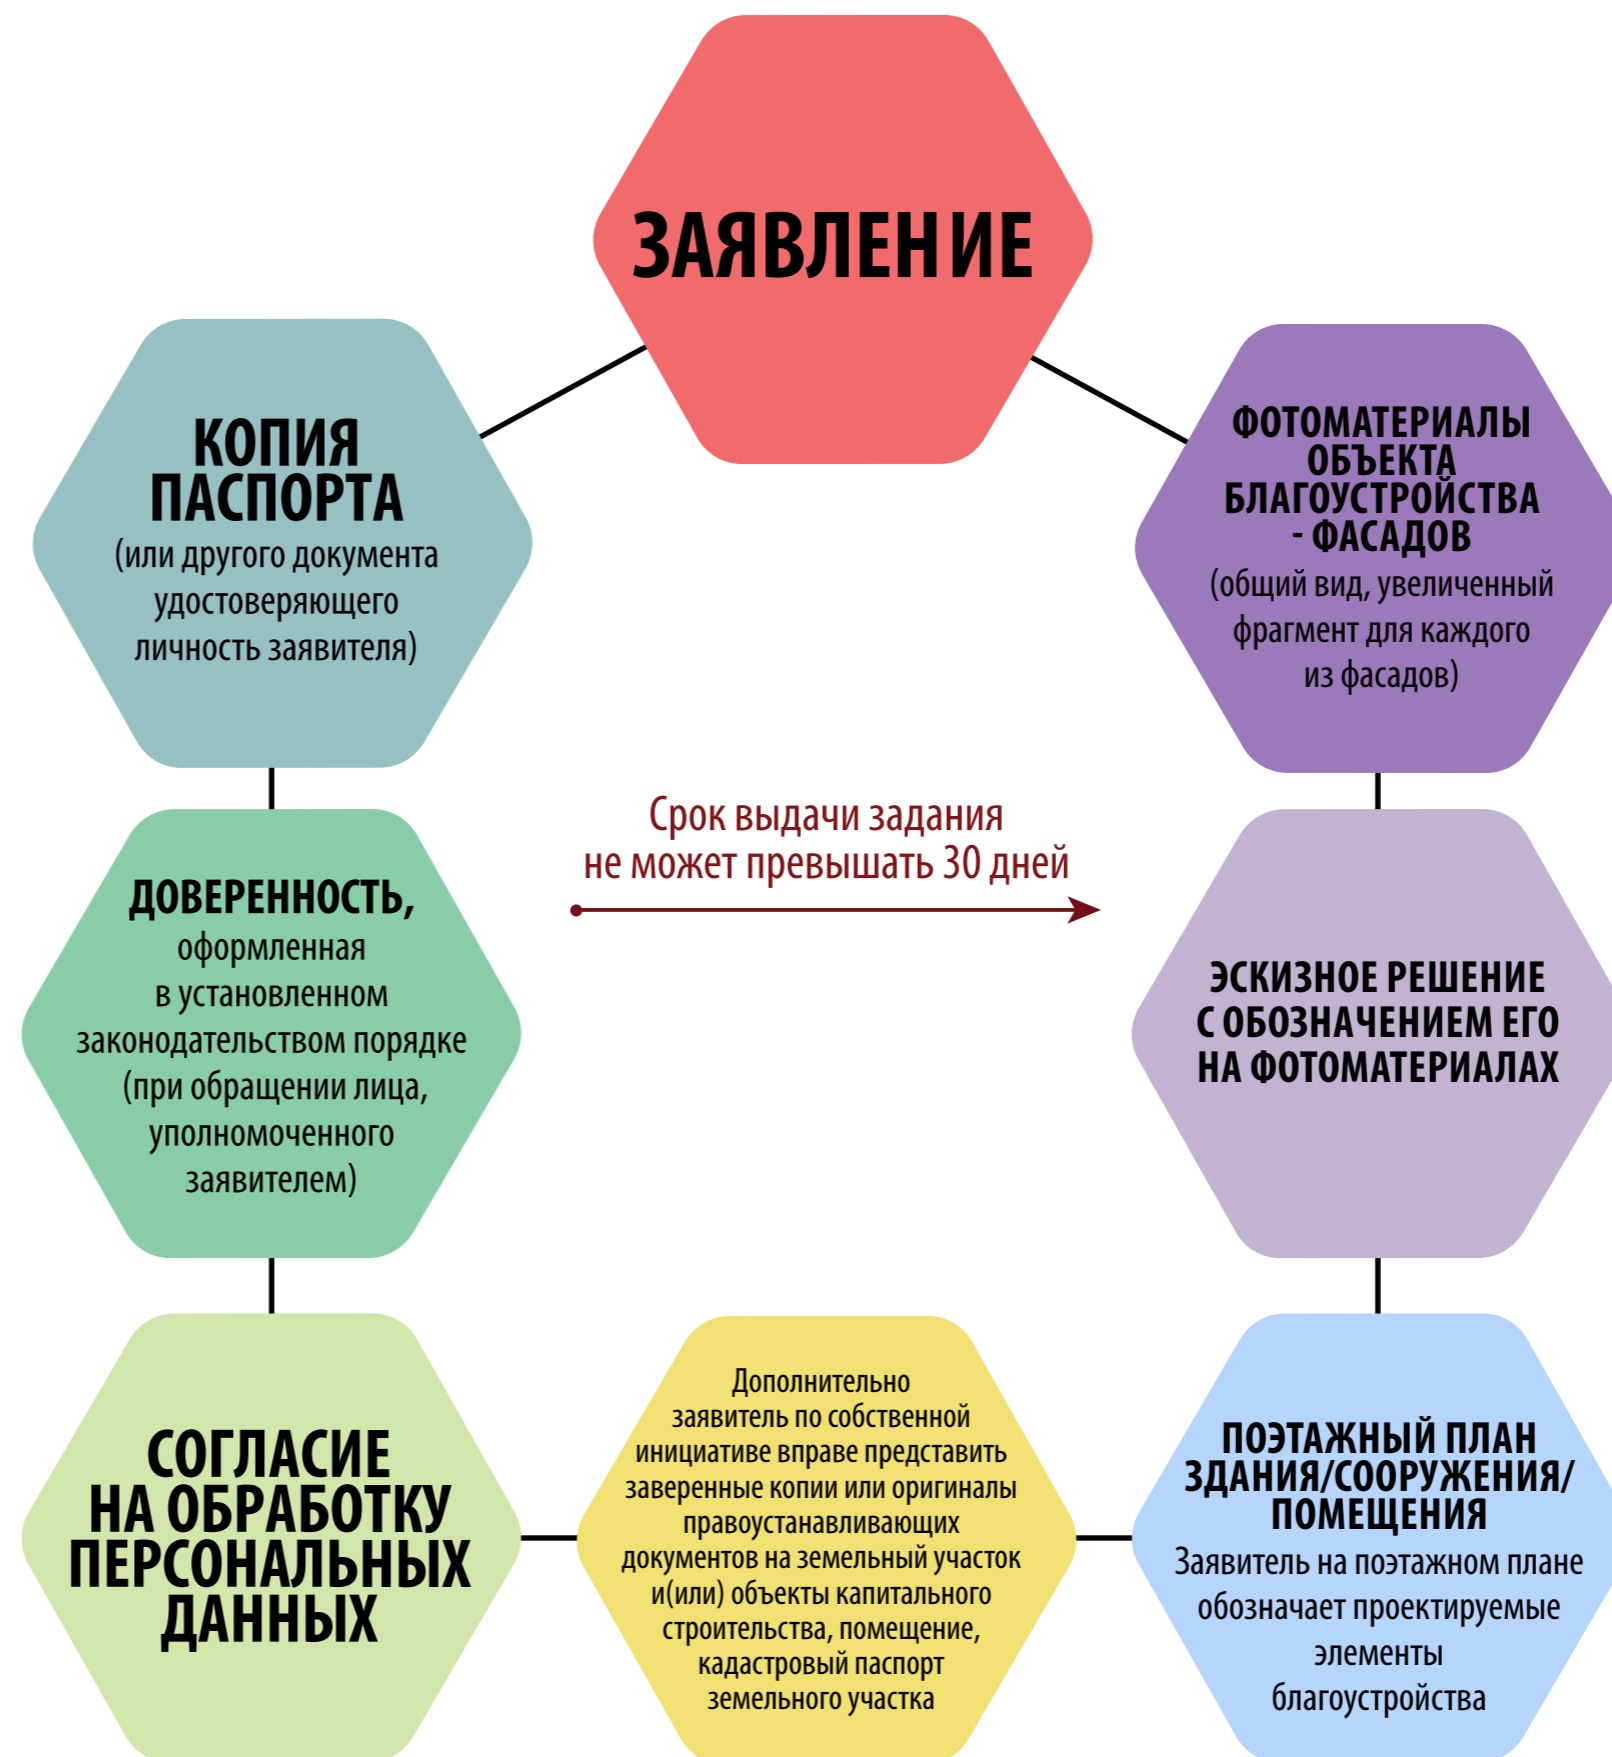 ЗАЯВЛЕНИЕ
КОПИЯ
ПАСПОРТА
(или другого документа
удостоверяющего
личность заявителя)
ФОТОМАТЕРИАЛЫ
ОБЪЕКТА
БЛАГОУСТРОЙСТВА
- ФАСАДОВ
(общий вид, увеличенный
фрагмент для каждого
из фасадов)
Срок выдачи задания
не может превышать 30 дней
ДОВЕРЕННОСТЬ,
оформленная
в установленном
законодательством порядке
(при обращении лица,
уполномоченного
заявителем)
ЭСКИЗНОЕ РЕШЕНИЕ
С ОБОЗНАЧЕНИЕМ ЕГО
НА ФОТОМАТЕРИАЛАХ
СОГЛАСИЕ
НА ОБРАБОТКУ
ПЕРСОНАЛЬНЫХ
ДАННЫХ
Дополнительно
заявитель по собственной
инициативе вправе представить
заверенные копии или оригиналы
правоустанавливающих
документов на земельный участок
и(или) объекты капитального
строительства, помещение,
кадастровый паспорт
земельного участка
ПОЭТАЖНЫЙ ПЛАН
ЗДАНИЯ/СООРУЖЕНИЯ/
ПОМЕЩЕНИЯ
Заявитель на поэтажном плане
обозначает проектируемые
элементы
благоустройства